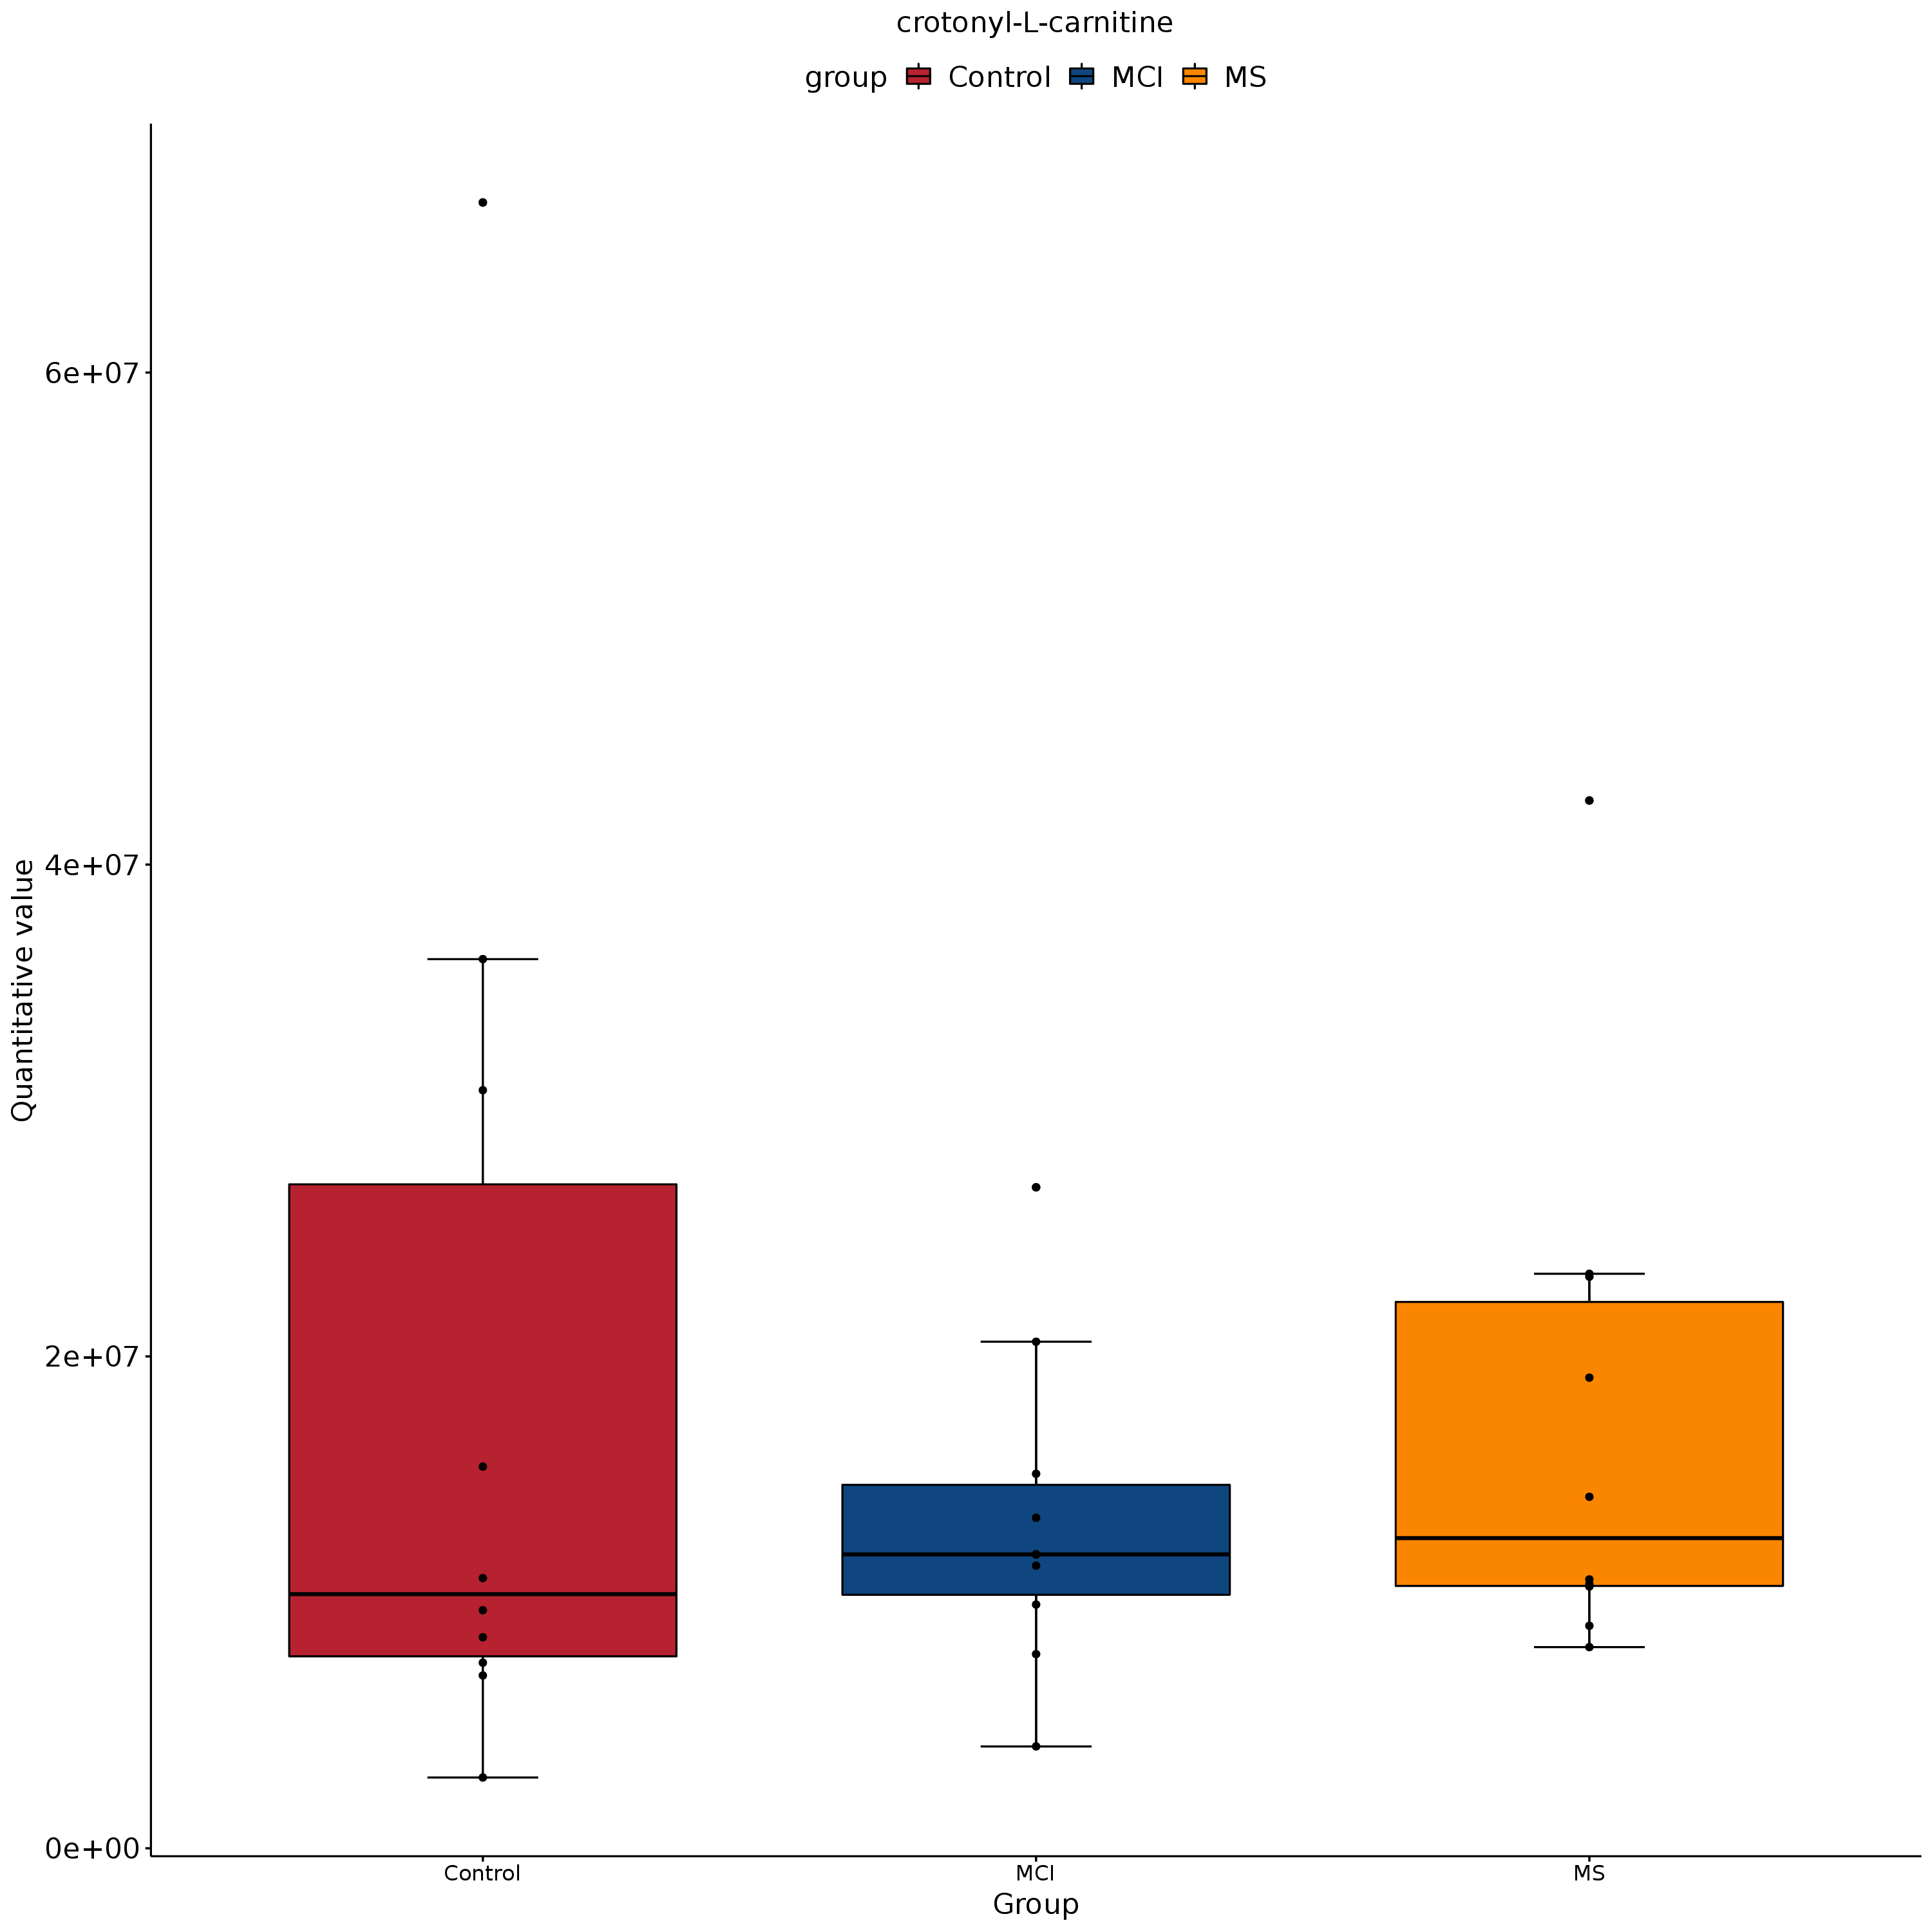 crotonyl-L-carnitine
group Control MCI MS
Quantitative value
6e+07
4e+07
2e+07
0e+00
Control MCI MS
Group